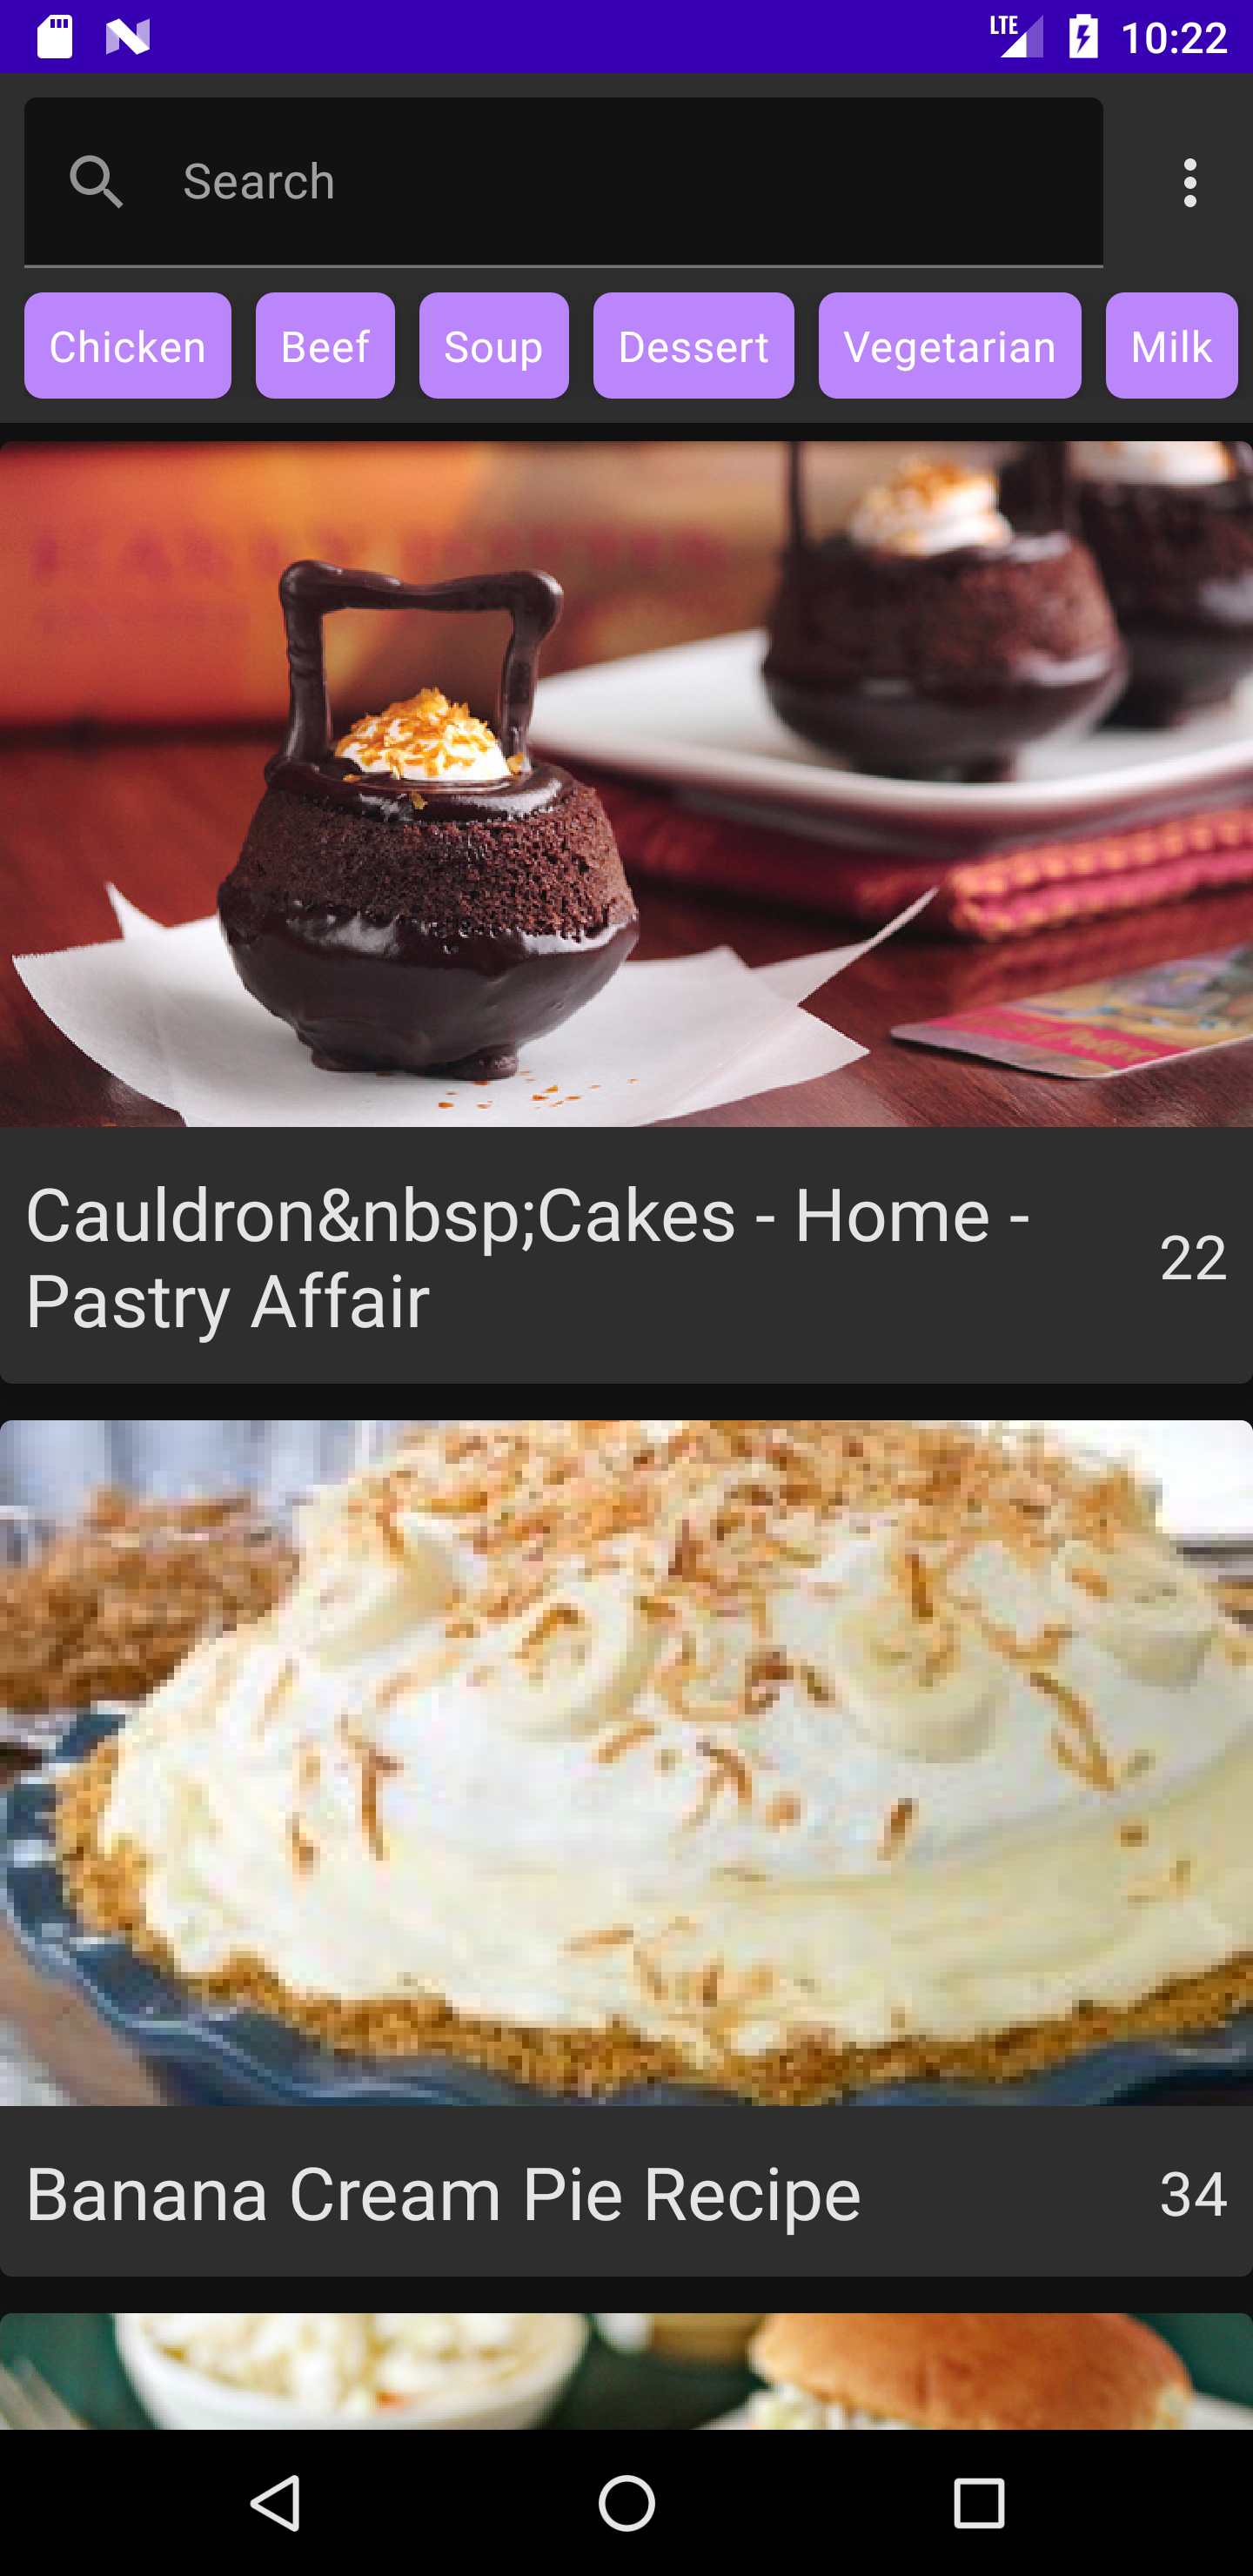 LTE 10:22
Search
Chicken Beef Soup Dessert Vegetarian Milk
Cauldron&nbsp;Cakes - Home -
Pastry Affair
22
Banana Cream Pie Recipe 34